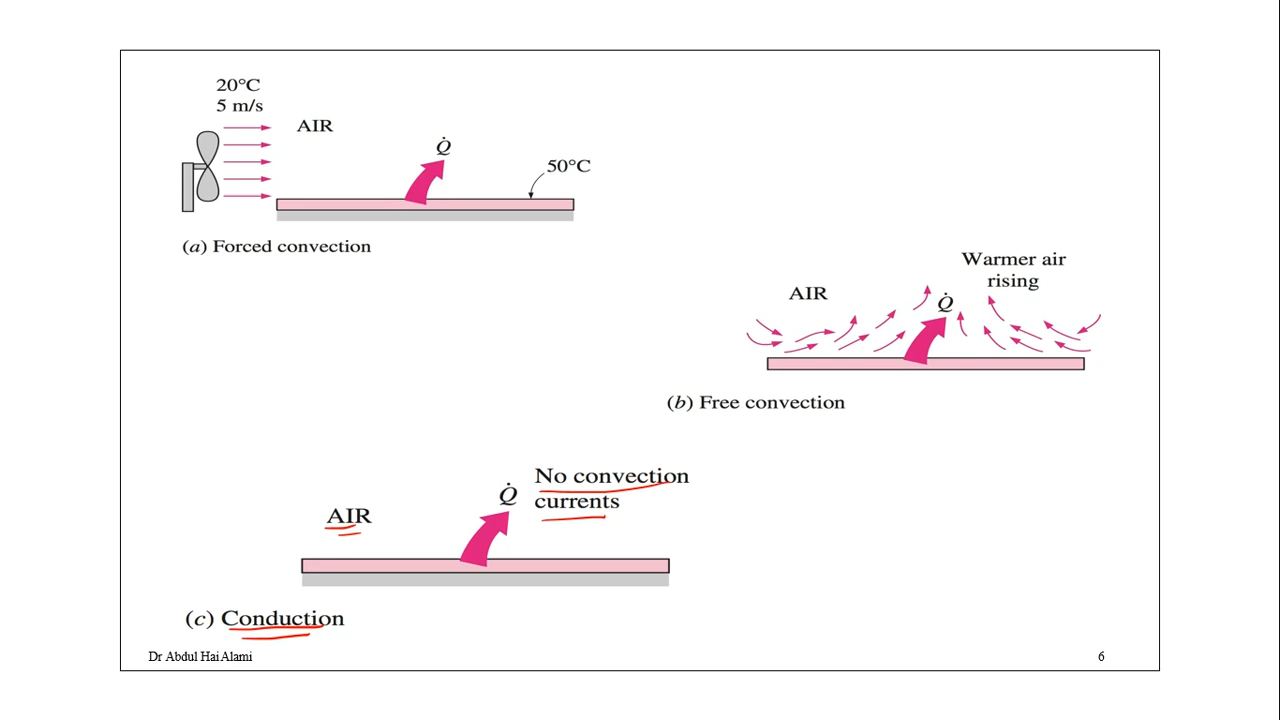 20°C
5 m/s
AIR
Q̇
50°C
(a) Forced convection
Warmer air
rising
AIR
Q̇
(b) Free convection
No convection
currents
Q̇
AIR
(c) Conduction
Dr Abdul Hai Alami
6